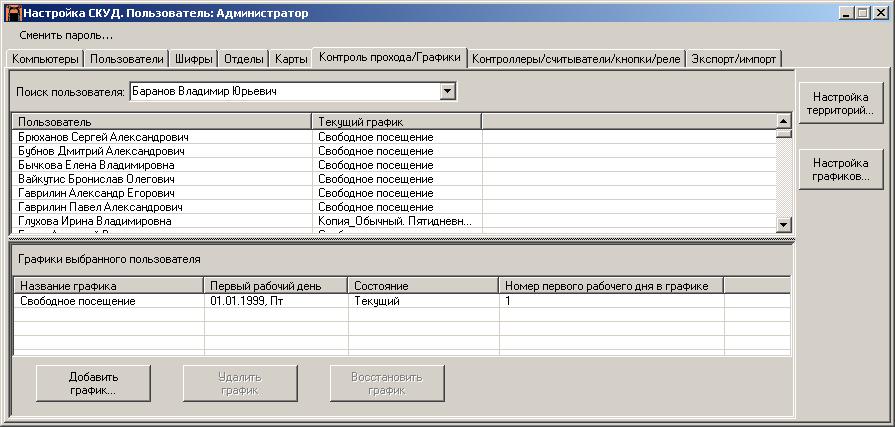 Настройка СКУД. Пользователь: Администратор
Сменить пароль...
Компьютеры Пользователи Шифры Отделы Карты Контроль прохода/Графики Контроллеры/считыватели/кнопки/реле Экспорт/импорт
Поиск пользователя: Баранов Владимир Юрьевич
Настройка
территорий...
Пользователь Текущий график
Брюханов Сергей Александрович Свободное посещение
Бубнов Дмитрий Александрович Свободное посещение
Бычкова Елена Владимировна Свободное посещение
Вайкутис Бронислав Олегович Свободное посещение
Гаврилин Александр Егорович Свободное посещение
Гаврилин Павел Александрович Свободное посещение
Глухова Ирина Владимировна Копия_Обычный. Пятидневн...
Настройка
графиков...
Графики выбранного пользователя
Название графика Первый рабочий день Состояние Номер первого рабочего дня в графике
Свободное посещение 01.01.1999, Пт Текущий 1
Добавить
график...
Удалить
график
Восстановить
график